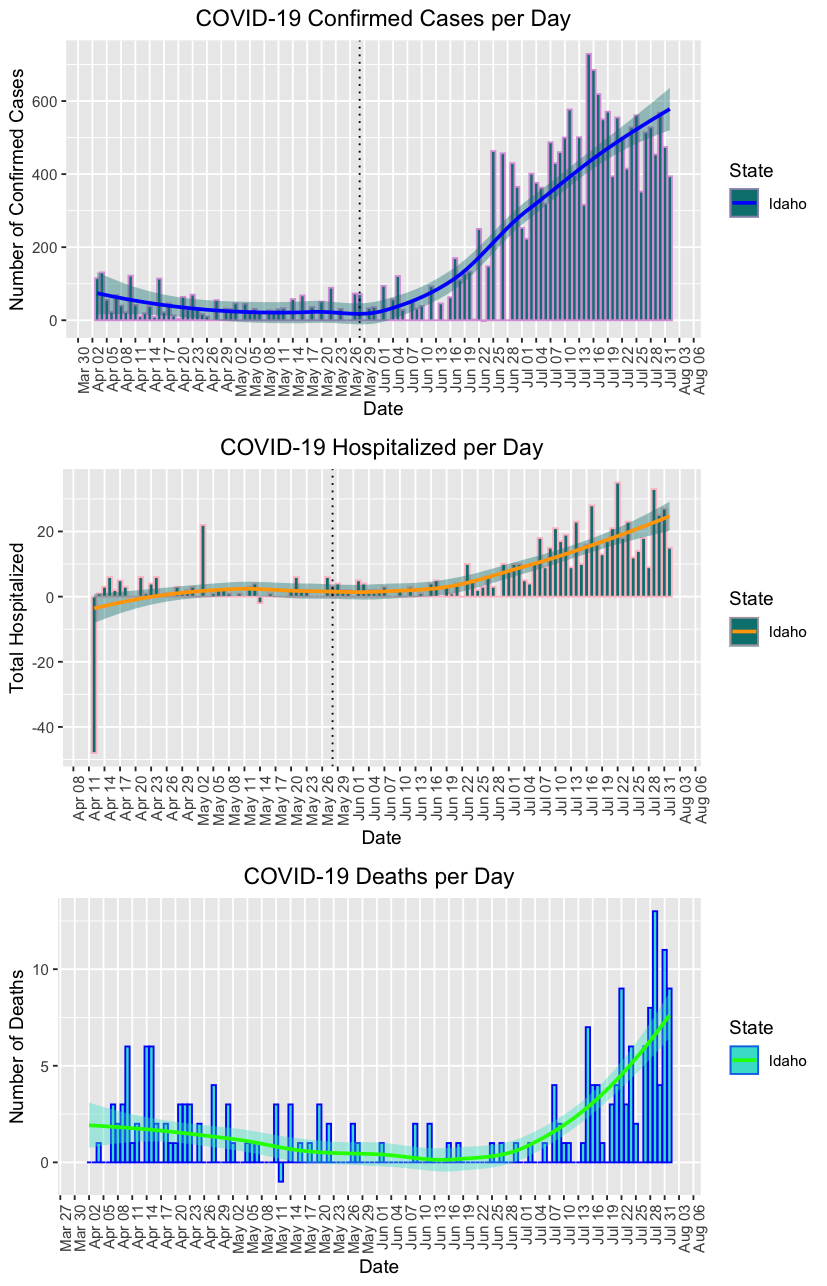 COVID-19 Confirmed Cases per Day
Number of Confirmed Cases
600
400
200
0
Mar 30 Apr 02 Apr 05 Apr 08 Apr 11 Apr 14 Apr 17 Apr 20 Apr 23 Apr 26 Apr 29 May 02 May 05 May 08 May 11 May 14 May 17 May 20 May 23 May 26 May 29 Jun 01 Jun 04 Jun 07 Jun 10 Jun 13 Jun 16 Jun 19 Jun 22 Jun 25 Jun 28 Jul 01 Jul 04 Jul 07 Jul 10 Jul 13 Jul 16 Jul 19 Jul 22 Jul 25 Jul 28 Jul 31 Aug 03 Aug 06
Date
State
Idaho
COVID-19 Hospitalized per Day
Total Hospitalized
20
0
-20
-40
Apr 08 Apr 11 Apr 14 Apr 17 Apr 20 Apr 23 Apr 26 Apr 29 May 02 May 05 May 08 May 11 May 14 May 17 May 20 May 23 May 26 May 29 Jun 01 Jun 04 Jun 07 Jun 10 Jun 13 Jun 16 Jun 19 Jun 22 Jun 25 Jun 28 Jul 01 Jul 04 Jul 07 Jul 10 Jul 13 Jul 16 Jul 19 Jul 22 Jul 25 Jul 28 Jul 31 Aug 03 Aug 06
Date
State
Idaho
COVID-19 Deaths per Day
Number of Deaths
10
5
0
Mar 27 Mar 30 Apr 02 Apr 05 Apr 08 Apr 11 Apr 14 Apr 17 Apr 20 Apr 23 Apr 26 Apr 29 May 02 May 05 May 08 May 11 May 14 May 17 May 20 May 23 May 26 May 29 Jun 01 Jun 04 Jun 07 Jun 10 Jun 13 Jun 16 Jun 19 Jun 22 Jun 25 Jun 28 Jul 01 Jul 04 Jul 07 Jul 10 Jul 13 Jul 16 Jul 19 Jul 22 Jul 25 Jul 28 Jul 31 Aug 03 Aug 06
Date
State
Idaho